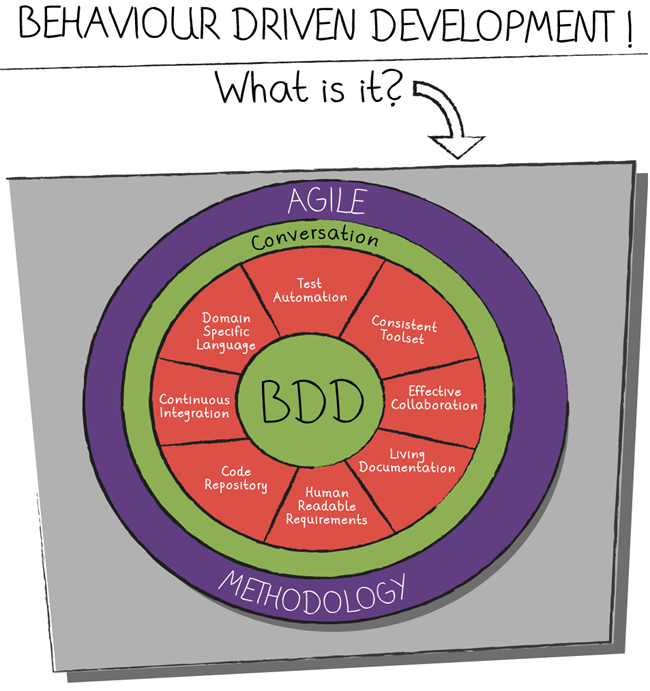 BEHAVIOUR DRIVEN DEVELOPMENT!
What is it?
AGILE
Conversation
Test
Automation
Consistent
Toolset
Effective
Collaboration
Living
Documentation
Human
Readable
Requirements
Code
Repository
Continuous
Integration
Domain
Specific
Language
BDD
METHODOLOGY